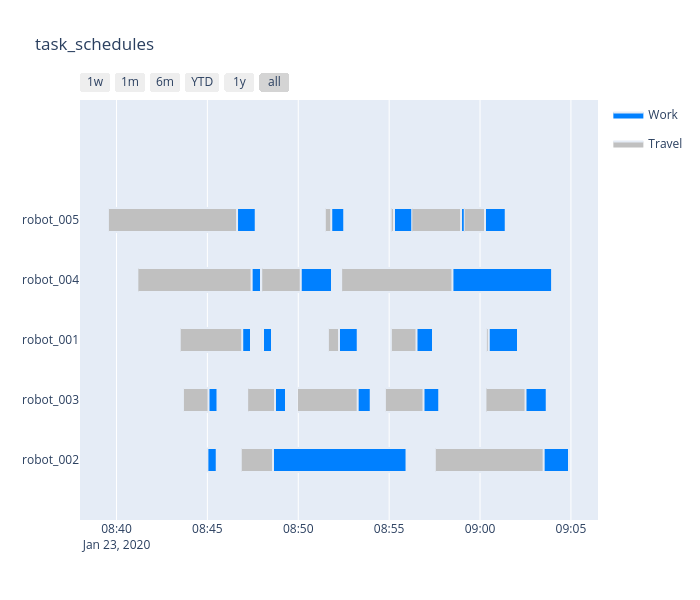 task_schedules
1w 1m 6m YTD 1y all
Work
Travel
robot_005
robot_004
robot_001
robot_003
robot_002
08:40 08:45 08:50 08:55 09:00 09:05
Jan 23, 2020